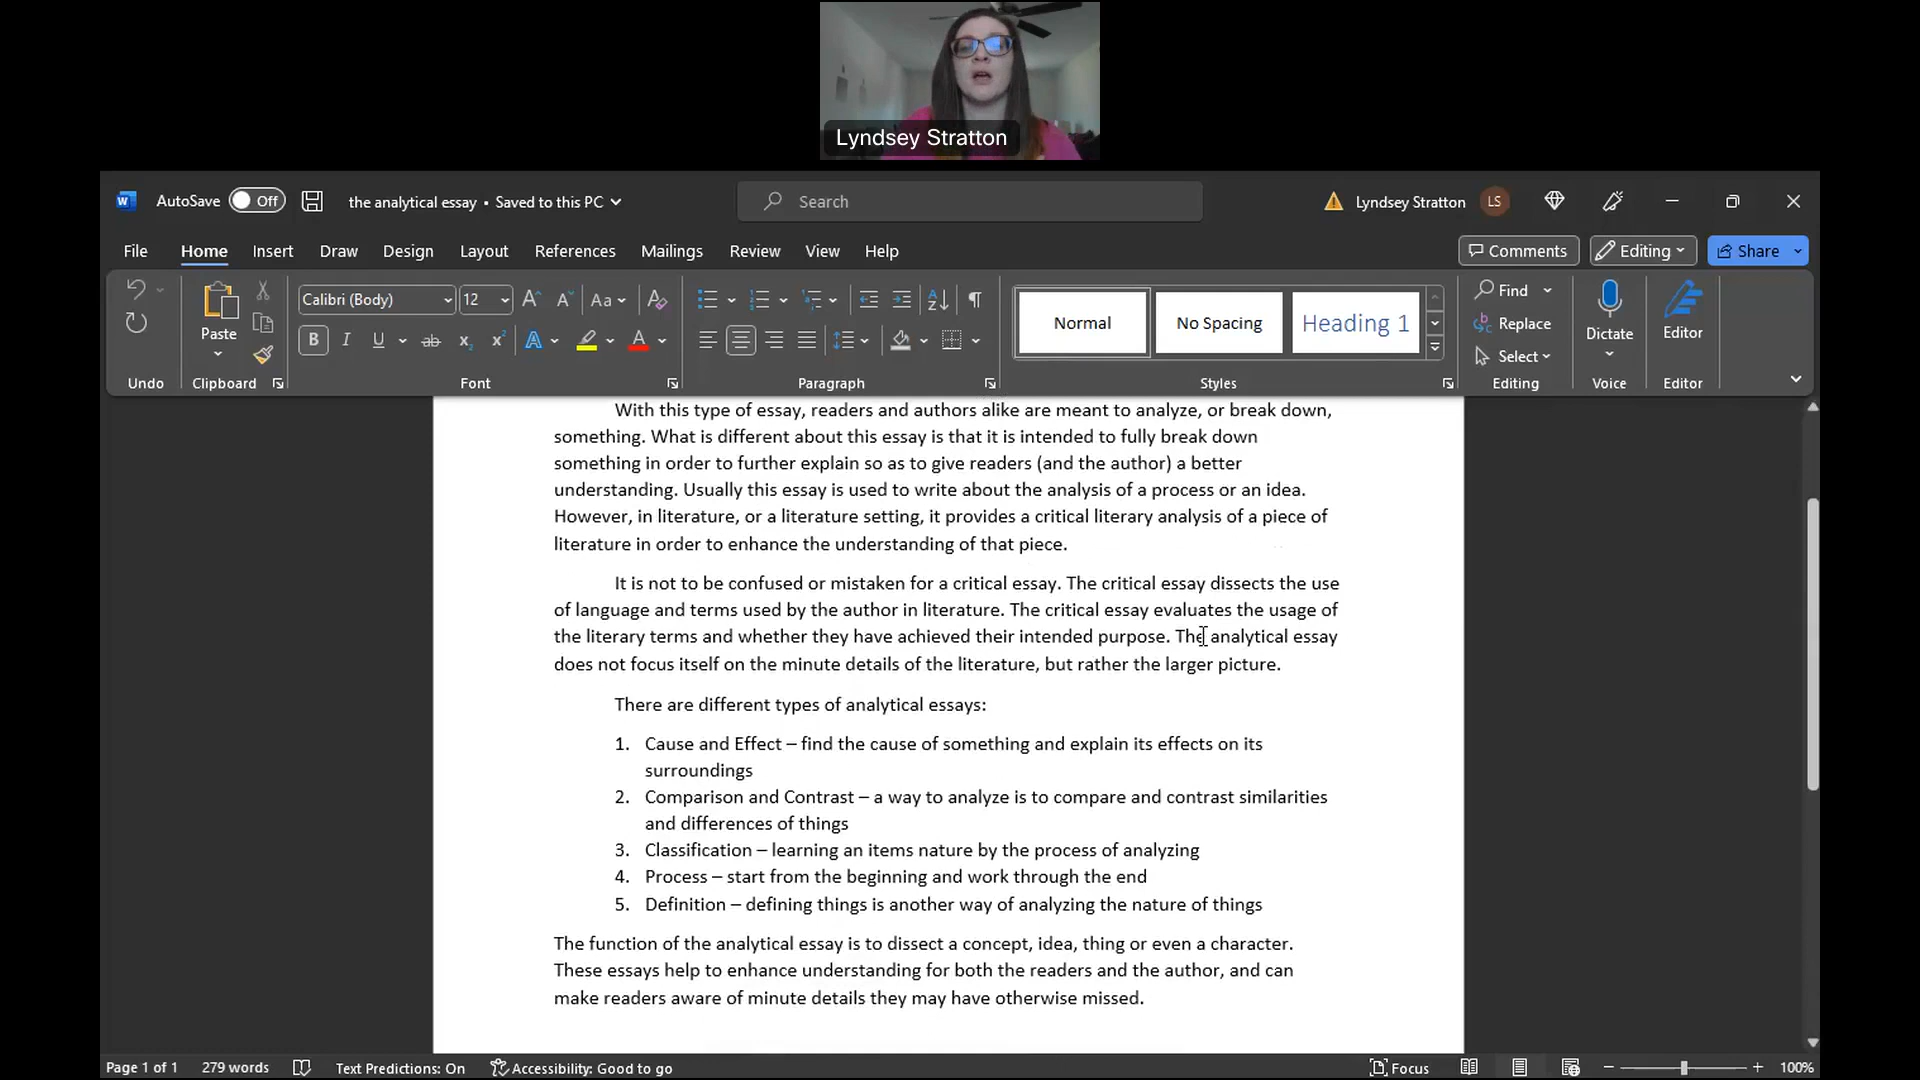 Lyndsey Stratton
AutoSave Off the analytical essay • Saved to this PC Search Lyndsey Stratton LS
File Home Insert Draw Design Layout References Mailings Review View Help Comments Editing Share
Paste
Calibri (Body) 12 Aa
B I U ab x₂ x² A A
Normal No Spacing Heading 1
Find
Replace
Select
Dictate
Editor
Undo Clipboard Font Paragraph Styles Editing Voice Editor
With this type of essay, readers and authors alike are meant to analyze, or break down,
something. What is different about this essay is that it is intended to fully break down
something in order to further explain so as to give readers (and the author) a better
understanding. Usually this essay is used to write about the analysis of a process or an idea.
However, in literature, or a literature setting, it provides a critical literary analysis of a piece of
literature in order to enhance the understanding of that piece.
It is not to be confused or mistaken for a critical essay. The critical essay dissects the use
of language and terms used by the author in literature. The critical essay evaluates the usage of
the literary terms and whether they have achieved their intended purpose. The analytical essay
does not focus itself on the minute details of the literature, but rather the larger picture.
There are different types of analytical essays:
1. Cause and Effect – find the cause of something and explain its effects on its
surroundings
2. Comparison and Contrast – a way to analyze is to compare and contrast similarities
and differences of things
3. Classification – learning an items nature by the process of analyzing
4. Process – start from the beginning and work through the end
5. Definition – defining things is another way of analyzing the nature of things
The function of the analytical essay is to dissect a concept, idea, thing or even a character.
These essays help to enhance understanding for both the readers and the author, and can
make readers aware of minute details they may have otherwise missed.
Page 1 of 1 279 words Text Predictions: On Accessibility: Good to go Focus 100%